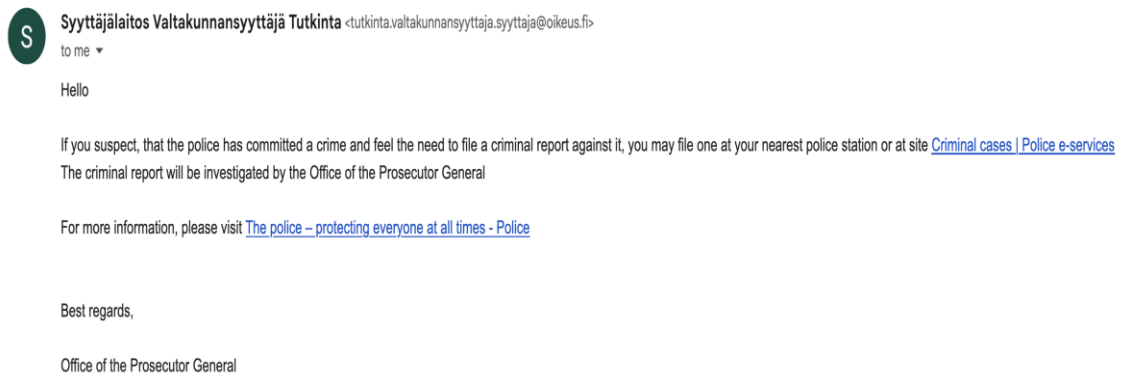 S
Syyttäjälaitos Valtakunnansyyttäjä Tutkinta <tutkinta.valtakunnansyyttaja.syyttaja@oikeus.fi>
to me
Hello
If you suspect, that the police has committed a crime and feel the need to file a criminal report against it, you may file one at your nearest police station or at site Criminal cases | Police e-services
The criminal report will be investigated by the Office of the Prosecutor General
For more information, please visit The police – protecting everyone at all times - Police
Best regards,
Office of the Prosecutor General